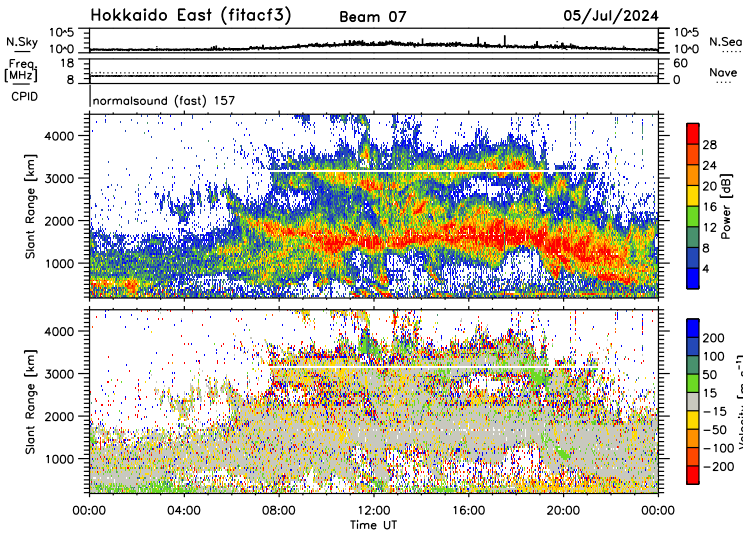 Hokkaido East (fitacf3) Beam 07 05/Jul/2024
N.Sky 10^5 10^0 10^5 10^0 N.Sea
Freq. [MHz] 18 8 60 0 Nave
CPID normalsound (fast) 157
Slant Range [km] 4000 3000 2000 1000
28 24 20 16 12 8 4 Power [dB]
Slant Range [km] 4000 3000 2000 1000
200 100 50 15 -15 -50 -100 -200 Velocity [m s^-1]
00:00 04:00 08:00 12:00 16:00 20:00 00:00
Time UT